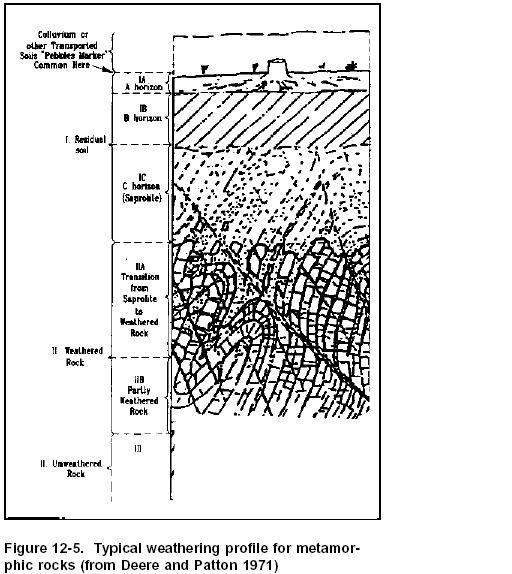 Colluvium or
other Transported
Soils "Pebbles Marker"
Common Here
IA
A horizon
IB
B horizon
I. Residual
soil
IC
C horizon
(Saprolite)
IIA
Transition
from
Saprolite
to
Weathered
Rock
II Weathered
Rock
IIB
Partly
Weathered
Rock
III
II. Unweathered
Rock
Figure 12-5.  Typical weathering profile for metamor-
phic rocks (from Deere and Patton 1971)